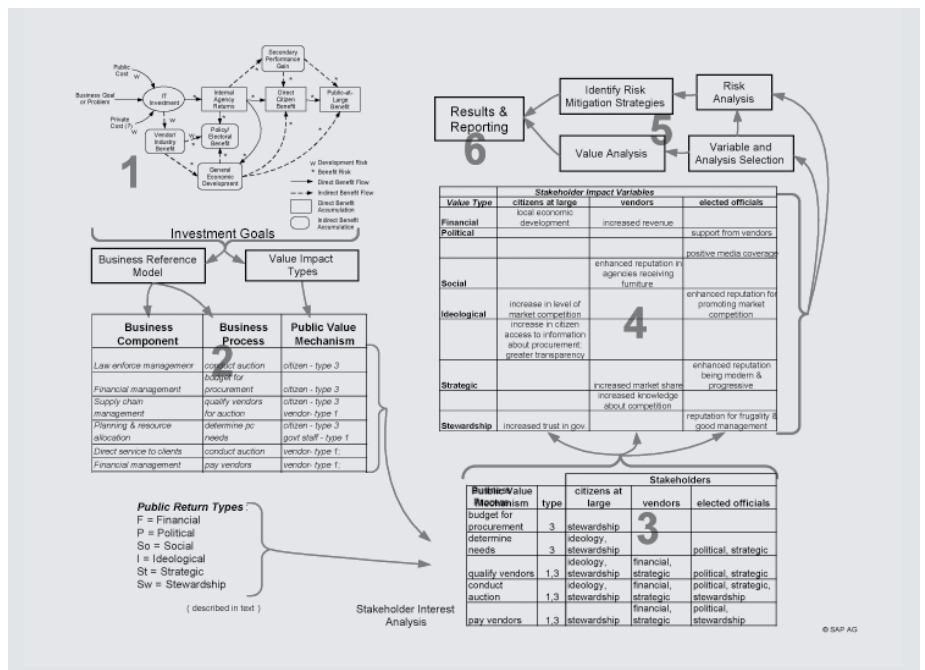 Secondary
Performance
Gain
Public
Cost
W
Business Goal
or Problem
IT
Investment
Internal
Agency
Returns
Direct
Citizen
Benefit
Public-at-
Large
Benefit
Private
Cost (?)
W
W
Vendor/
Industry
Benefit
W
Policy/
Electoral
Benefit
General
Economic
Development
1
W Development Risk
* Benefit Risk
Direct Benefit Flow
Indirect Benefit Flow
Direct
Benefit
Accumulation
Indirect Benefit
Accumulation
Investment Goals
Business Reference
Model
Value Impact
Types
Business Component Business Process Public Value Mechanism
2
Law enforce management conduct auction citizen - type 3
Financial management budget for procurement citizen - type 3
Supply chain management qualify vendors for auction citizen - type 3 vendor- type 1
Planning & resource allocation determine pc needs citizen - type 3 govt staff - type 1
Direct service to clients conduct auction vendor- type 1;
Financial management pay vendors vendor- type 1;
Public Return Types :
F = Financial
P = Political
So = Social
I = Ideological
St = Strategic
Sw = Stewardship
( described in text )
Stakeholder Interest
Analysis
Results &
Reporting
6
Identify Risk
Mitigation Strategies
Risk
Analysis
5
Value Analysis
Variable and
Analysis Selection
Stakeholder Impact Variables
Value Type citizens at large vendors elected officials
Financial local economic development increased revenue
Political support from vendors
positive media coverage
Social enhanced reputation in agencies receiving furniture
Ideological increase in level of market competition enhanced reputation for promoting market competition
4
increase in citizen access to information about procurement; greater transparency
Strategic increased market share enhanced reputation being modern & progressive
increased knowledge about competition
Stewardship increased trust in gov. reputation for frugality & good management
Stakeholders
Public Value Mechanism type citizens at large vendors elected officials
3
budget for procurement 3 stewardship
determine needs 3 ideology, stewardship political, strategic
qualify vendors 1,3 ideology, stewardship financial, strategic political, strategic
conduct auction 1,3 ideology, stewardship financial, strategic political, strategic, stewardship
pay vendors 1,3 stewardship financial, strategic political, stewardship
© SAP AG